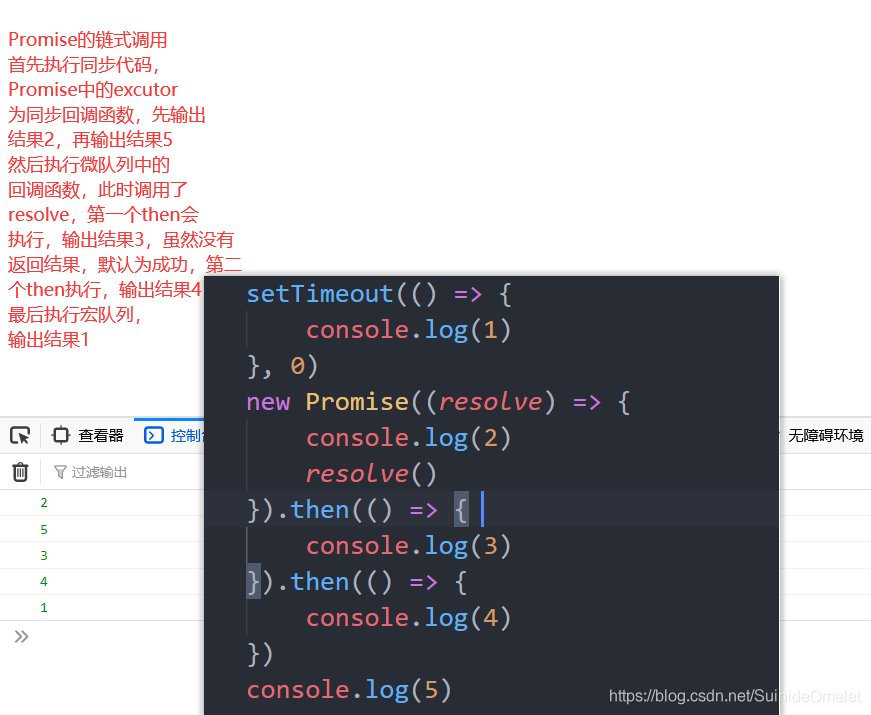 Promise的链式调用
首先执行同步代码，
Promise中的excutor
为同步回调函数，先输出
结果2，再输出结果5
然后执行微队列中的
回调函数，此时调用了
resolve，第一个then会
执行，输出结果3，虽然没有
返回结果，默认为成功，第二
个then执行，输出结果4
最后执行宏队列，
输出结果1
setTimeout(() => {
    console.log(1)
}, 0)
new Promise((resolve) => {
    console.log(2)
    resolve()
}).then(() => {
    console.log(3)
}).then(() => {
    console.log(4)
})
console.log(5)
查看器
控制台
无障碍环境
过滤输出
2
5
3
4
1
https://blog.csdn.net/SuihideOmelet